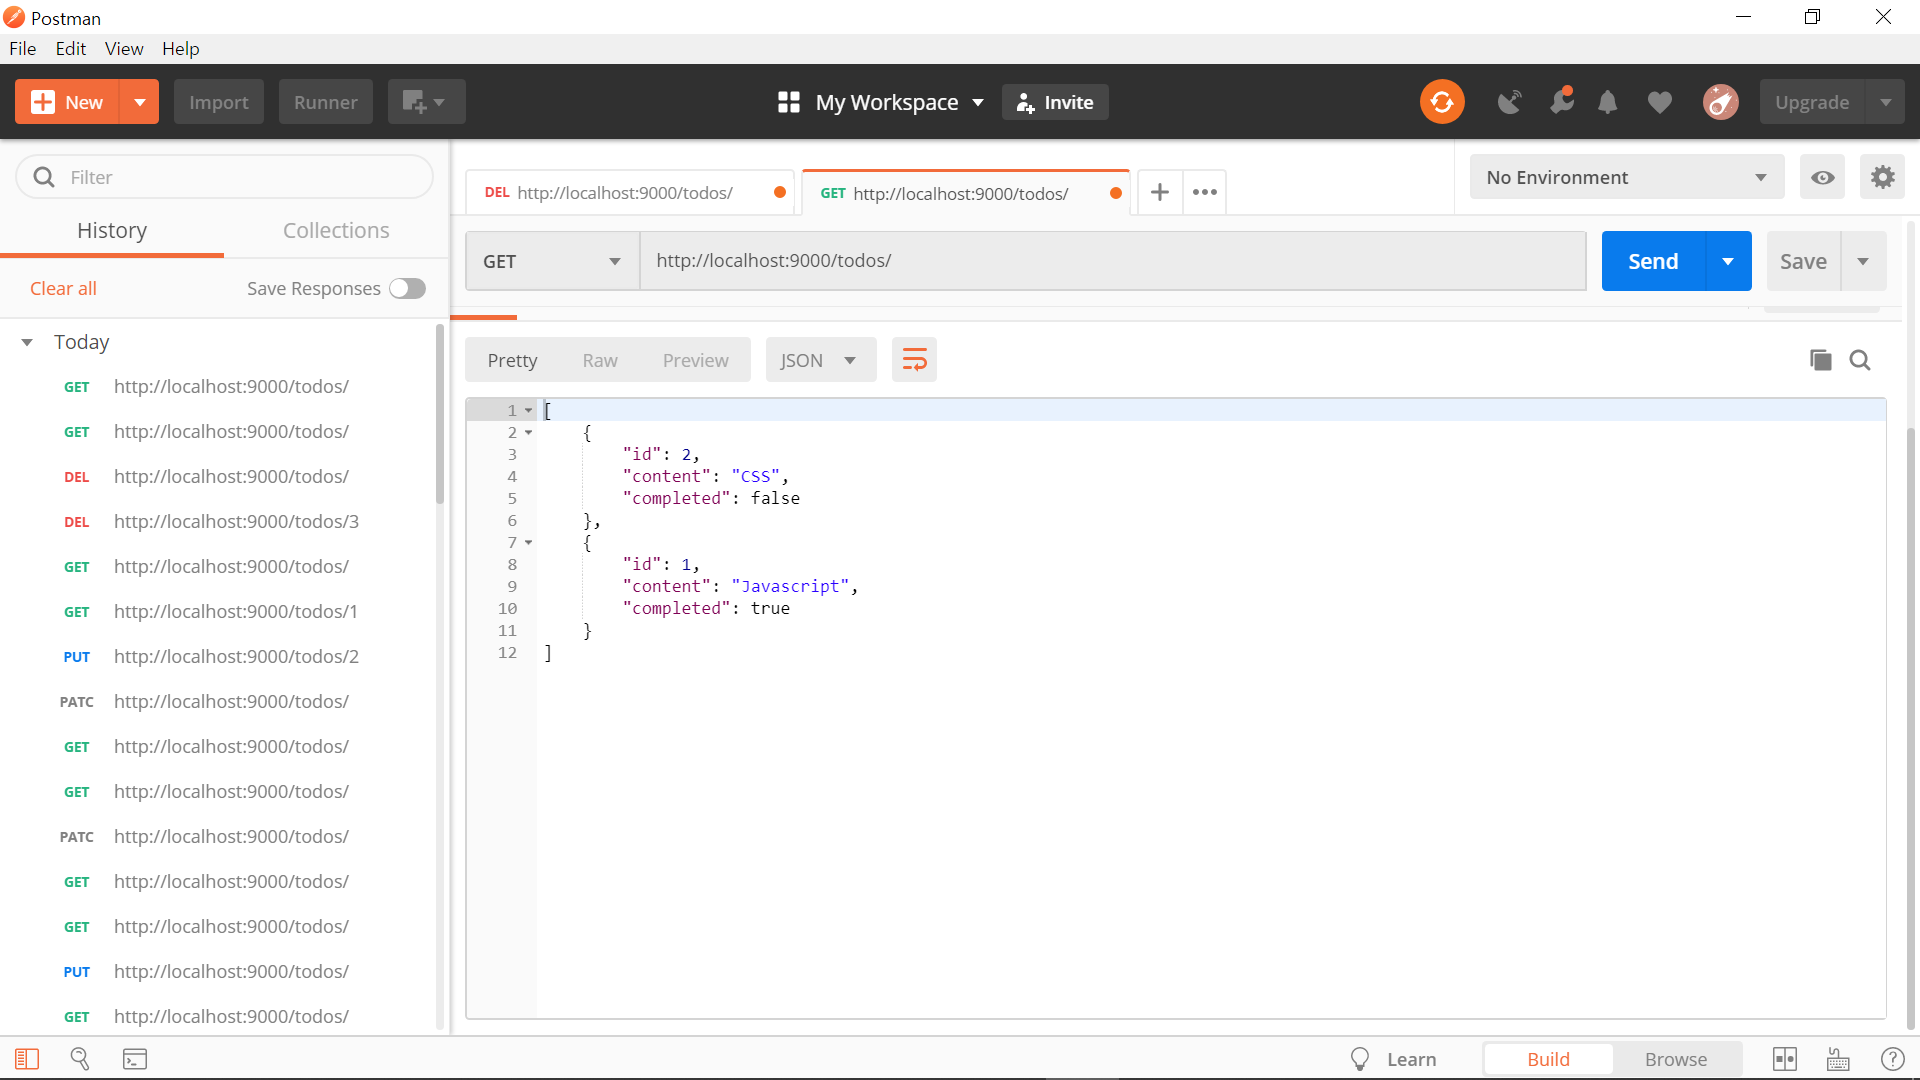 Postman
File Edit View Help
New Import Runner My Workspace Invite Upgrade
Filter
History Collections
Clear all Save Responses
Today
GET http://localhost:9000/todos/
GET http://localhost:9000/todos/
DEL http://localhost:9000/todos/
DEL http://localhost:9000/todos/3
GET http://localhost:9000/todos/
GET http://localhost:9000/todos/1
PUT http://localhost:9000/todos/2
PATC http://localhost:9000/todos/
GET http://localhost:9000/todos/
GET http://localhost:9000/todos/
PATC http://localhost:9000/todos/
GET http://localhost:9000/todos/
GET http://localhost:9000/todos/
PUT http://localhost:9000/todos/
GET http://localhost:9000/todos/
DEL http://localhost:9000/todos/ GET http://localhost:9000/todos/ No Environment
GET http://localhost:9000/todos/ Send Save
Pretty Raw Preview JSON
1 [
2 {
3 "id": 2,
4 "content": "CSS",
5 "completed": false
6 },
7 {
8 "id": 1,
9 "content": "Javascript",
10 "completed": true
11 }
12 ]
Learn Build Browse